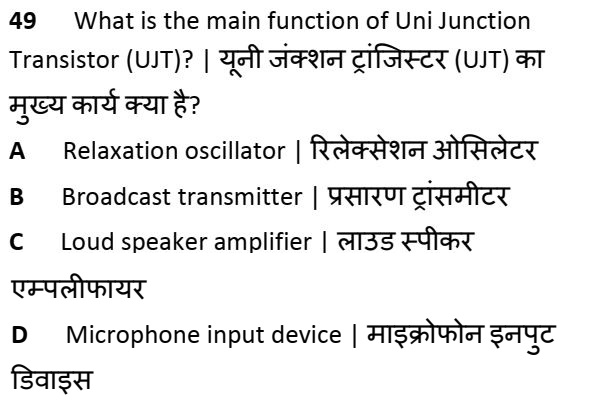 49 What is the main function of Uni Junction
Transistor (UJT)? | यूनी जंक्शन ट्रांजिस्टर (UJT) का
मुख्य कार्य क्या है?
A Relaxation oscillator | रिलेक्सेशन ओसिलेटर
B Broadcast transmitter | प्रसारण ट्रांसमीटर
C Loud speaker amplifier | लाउड स्पीकर
एम्पलीफायर
D Microphone input device | माइक्रोफोन इनपुट
डिवाइस